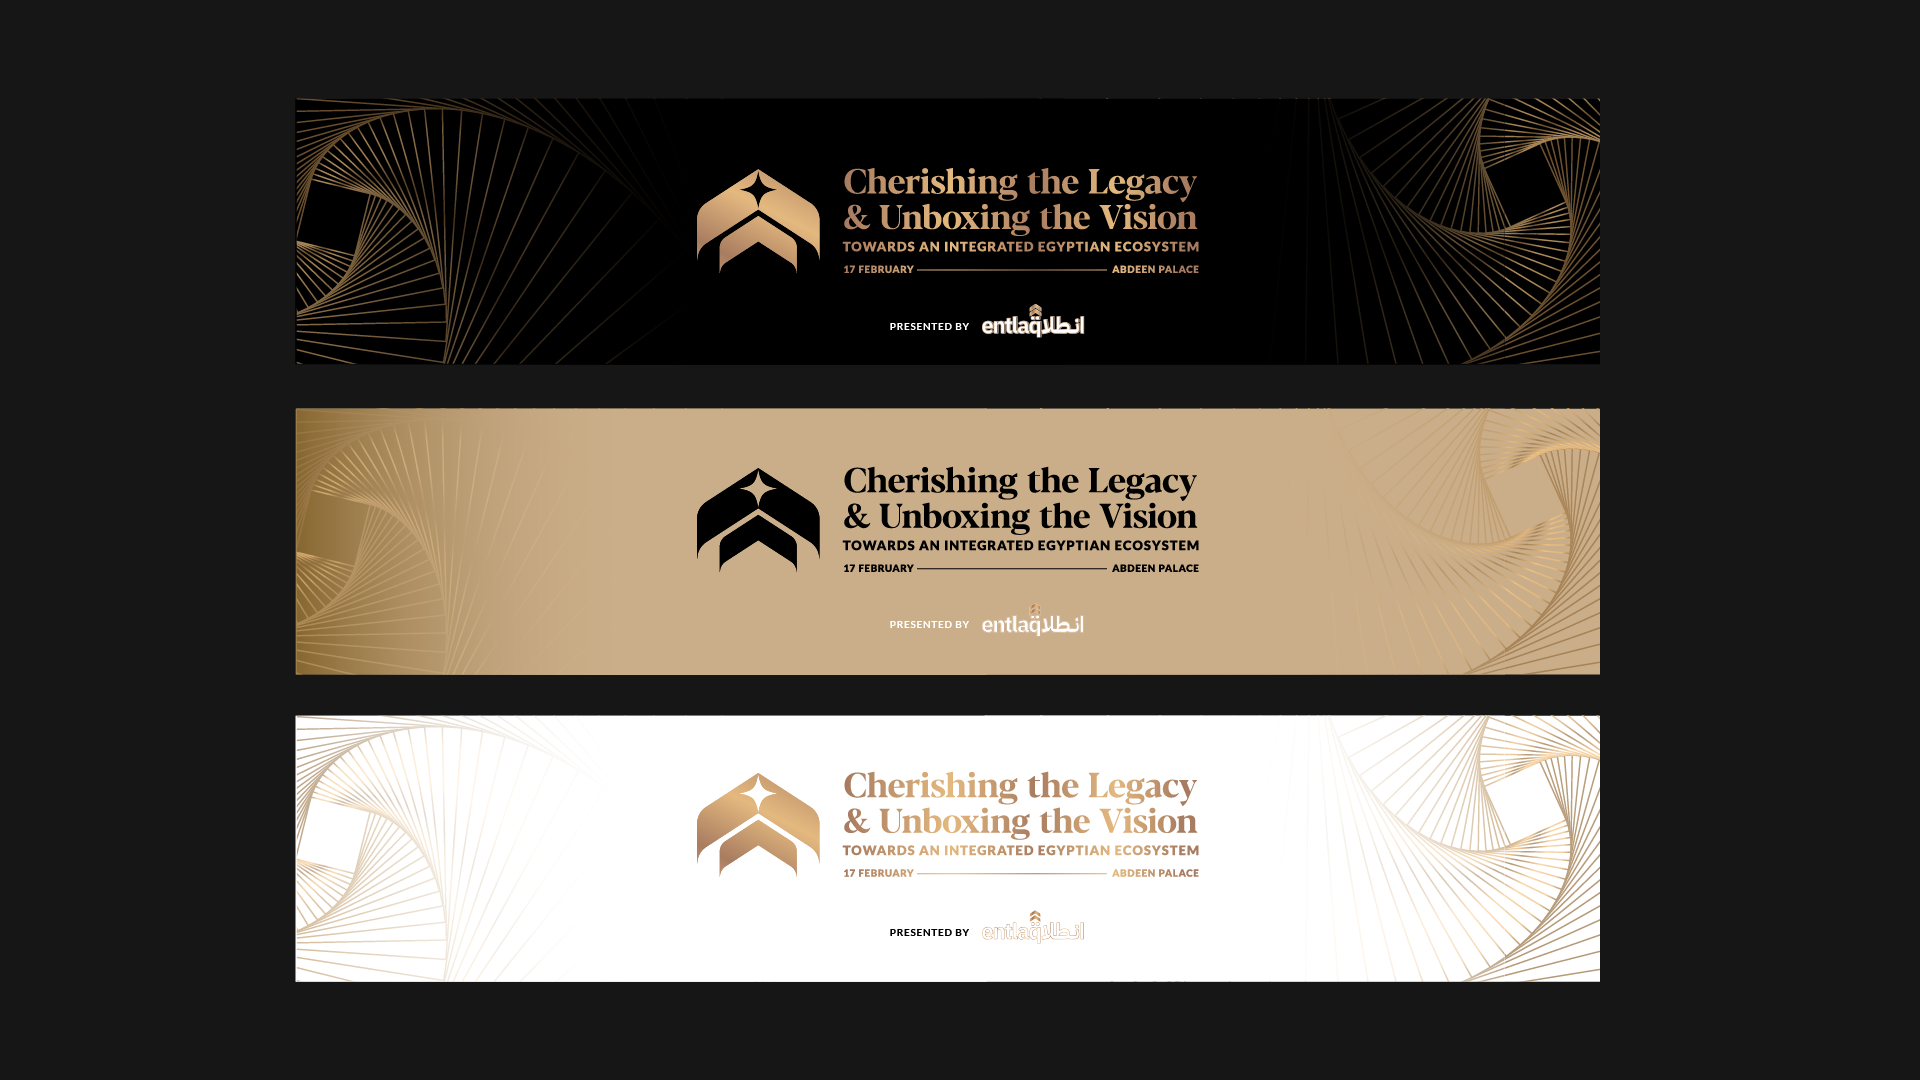 Cherishing the Legacy
& Unboxing the Vision
TOWARDS AN INTEGRATED EGYPTIAN ECOSYSTEM
17 FEBRUARY ABDEEN PALACE
PRESENTED BY entlaq انطلاق
Cherishing the Legacy
& Unboxing the Vision
TOWARDS AN INTEGRATED EGYPTIAN ECOSYSTEM
17 FEBRUARY ABDEEN PALACE
PRESENTED BY entlaq انطلاق
Cherishing the Legacy
& Unboxing the Vision
TOWARDS AN INTEGRATED EGYPTIAN ECOSYSTEM
17 FEBRUARY ABDEEN PALACE
PRESENTED BY entlaq انطلاق